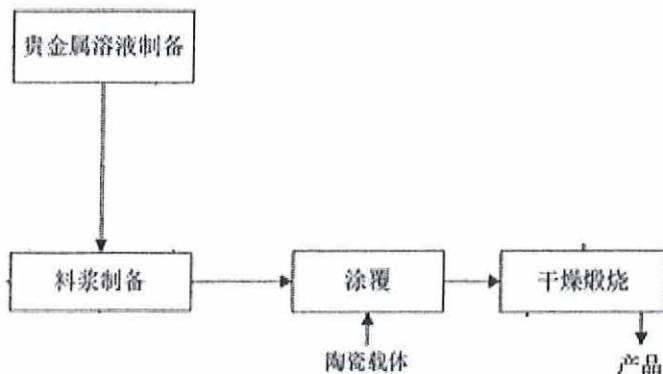 贵金属溶液制备
料浆制备
涂覆
干燥煅烧
陶瓷载体
产品